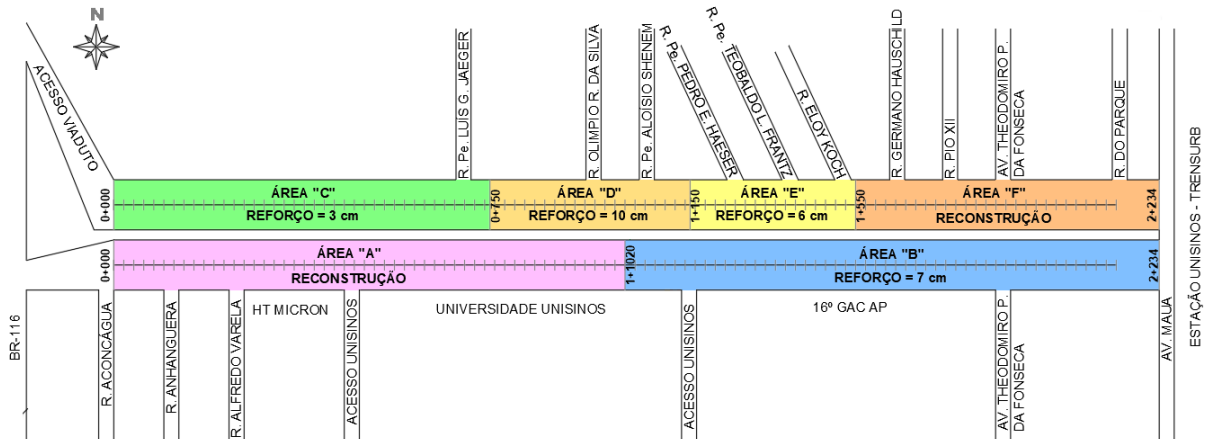 N
ACESSO VIADUTO
R. Pe. LUIS G. JAEGER
R. OLIMPIO R. DA SILVA
R. Pe. ALOISIO SHENEM
R. Pe. PEDRO E. HAESER
R. Pe. TEOBALDO L. FRANTZ
R. ELOY KOCH
R. GERMANO HAUSCHILD
R. PIO XII
AV. THEODOMIRO P.
DA FONSECA
R. DO PARQUE
ESTAÇÃO UNISINOS - TRENSURB
0+000
ÁREA "C"
REFORÇO = 3 cm
0+750
ÁREA "D"
REFORÇO = 10 cm
1+150
ÁREA "E"
REFORÇO = 6 cm
1+550
ÁREA "F"
RECONSTRUÇÃO
2+234
0+000
ÁREA "A"
RECONSTRUÇÃO
1+1020
ÁREA "B"
REFORÇO = 7 cm
2+234
BR-116
R. ACONCÁGUA
R. ANHANGUERA
R. ALFREDO VARELA
HT MICRON
ACESSO UNISINOS
UNIVERSIDADE UNISINOS
ACESSO UNISINOS
16º GAC AP
AV. THEODOMIRO P.
DA FONSECA
AV. MAUA